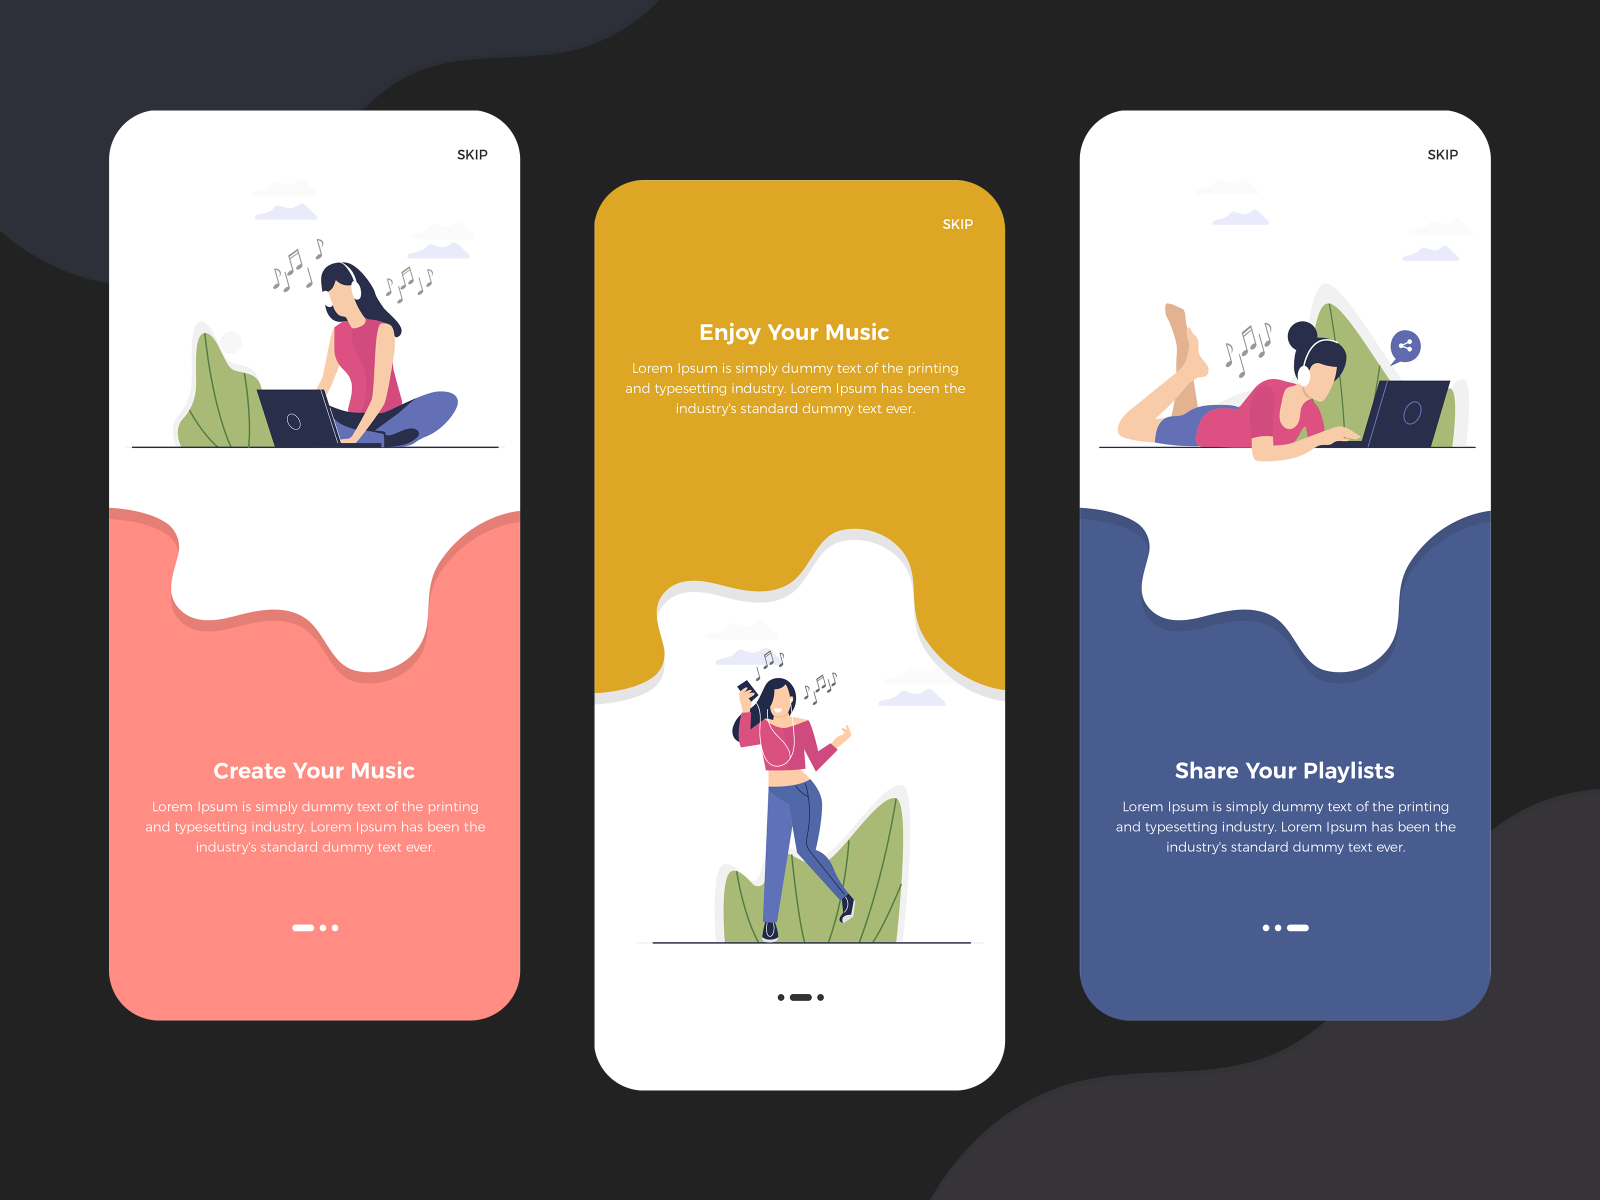 SKIP
Create Your Music
Lorem Ipsum is simply dummy text of the printing
and typesetting industry. Lorem Ipsum has been the
industry's standard dummy text ever.
SKIP
Enjoy Your Music
Lorem Ipsum is simply dummy text of the printing
and typesetting industry. Lorem Ipsum has been the
industry's standard dummy text ever.
SKIP
Share Your Playlists
Lorem Ipsum is simply dummy text of the printing
and typesetting industry. Lorem Ipsum has been the
industry's standard dummy text ever.